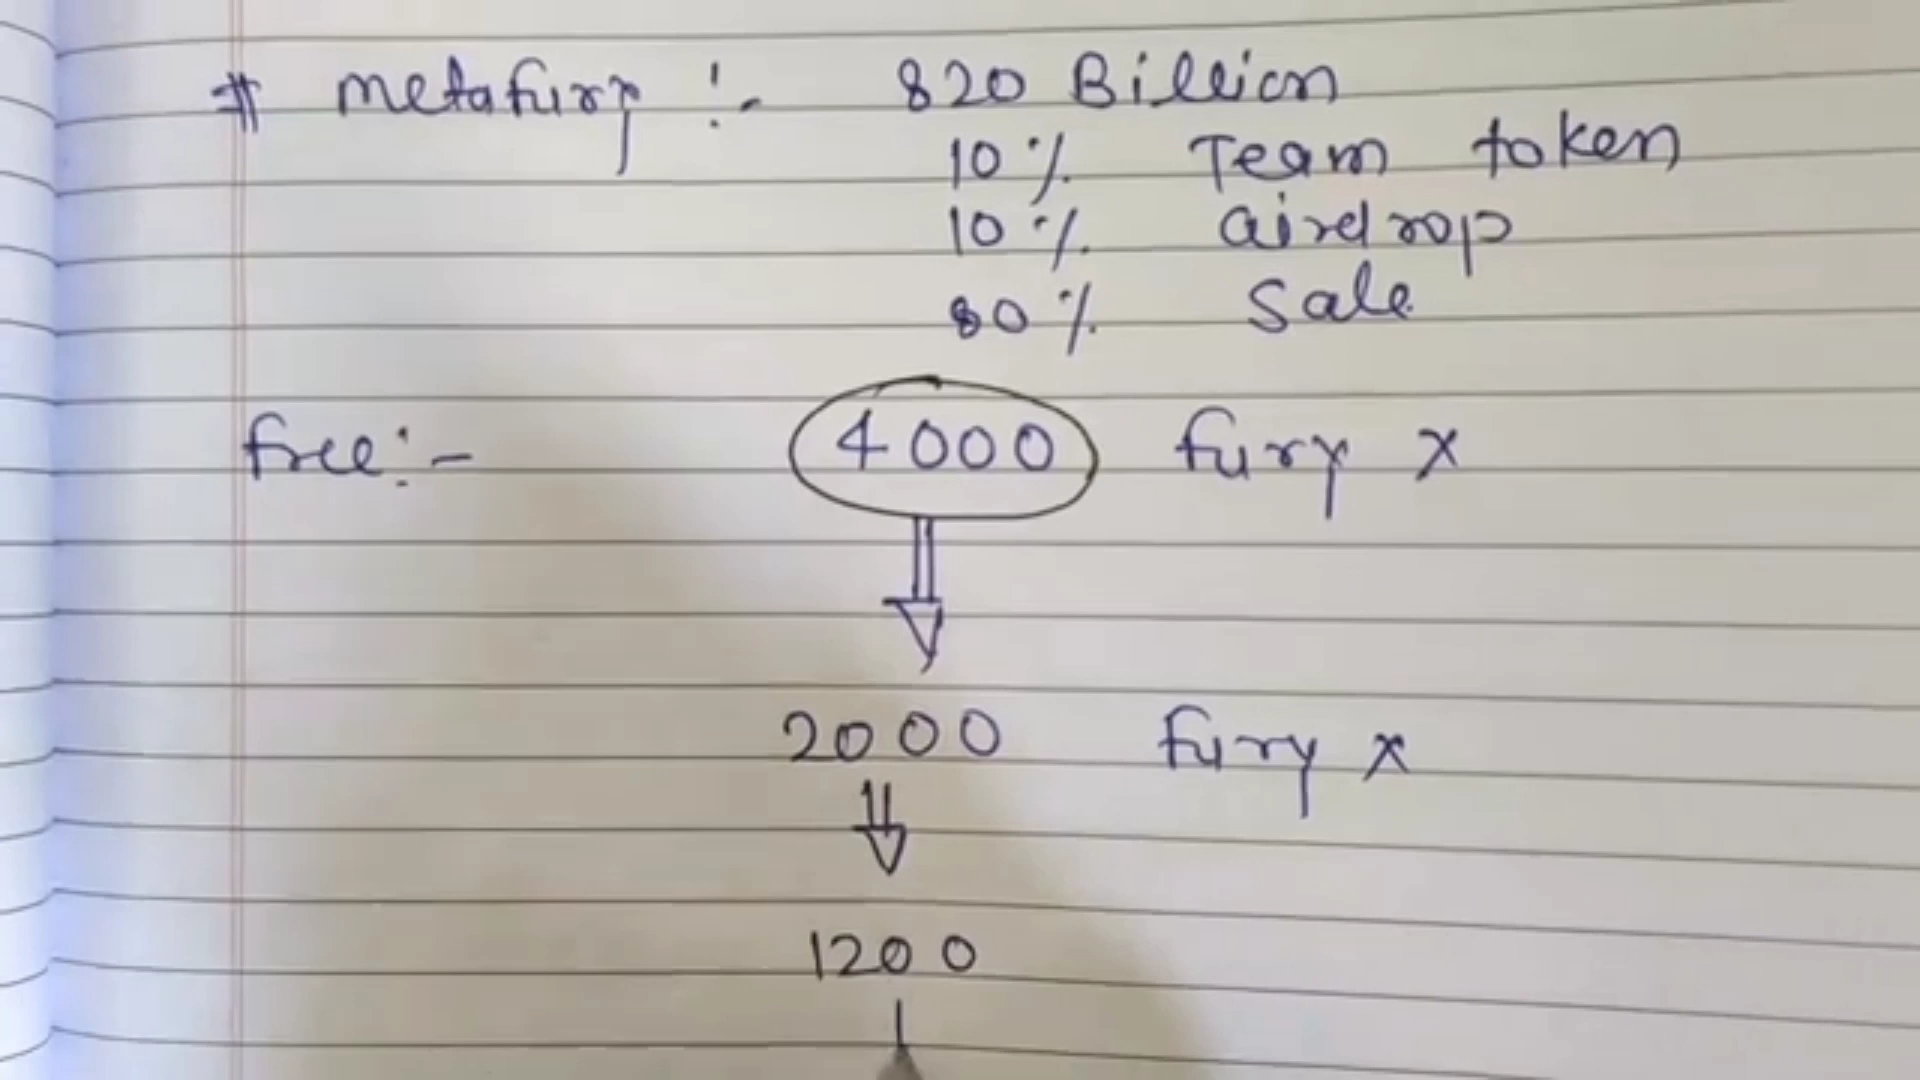 # metafury :- 820 Billion
10 % Team token
10 % airdrop
80 % Sale
free :- 4000 fury x
2000 fury x
1200